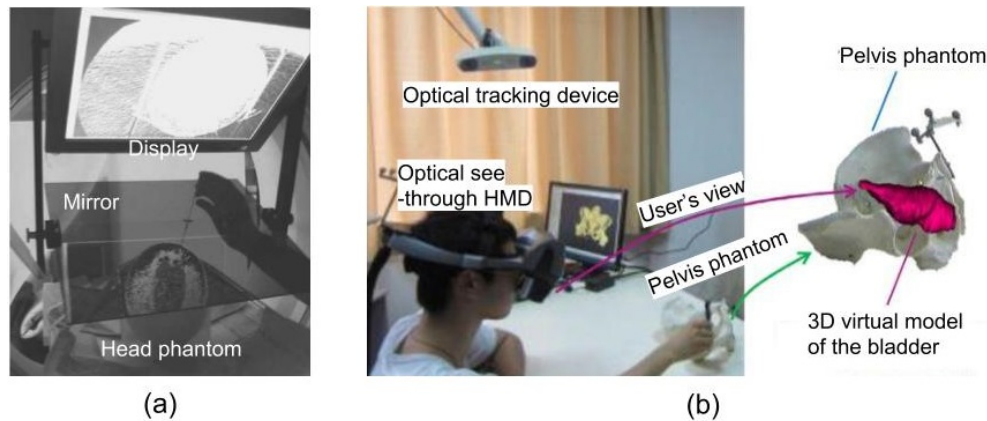 Display
Mirror
Head phantom
(a)
Optical tracking device
Optical see
-through HMD
User's view
Pelvis phantom
Pelvis phantom
3D virtual model
of the bladder
(b)